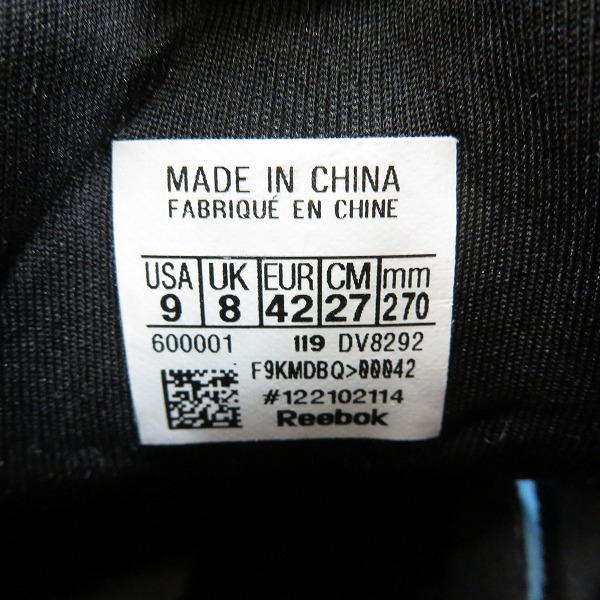 MADE IN CHINA
FABRIQUÉ EN CHINE
USA UK EUR CM mm
9 8 42 27 270
600001 119 DV8292
F9KMDBQ>00042
#122102114
Reebok